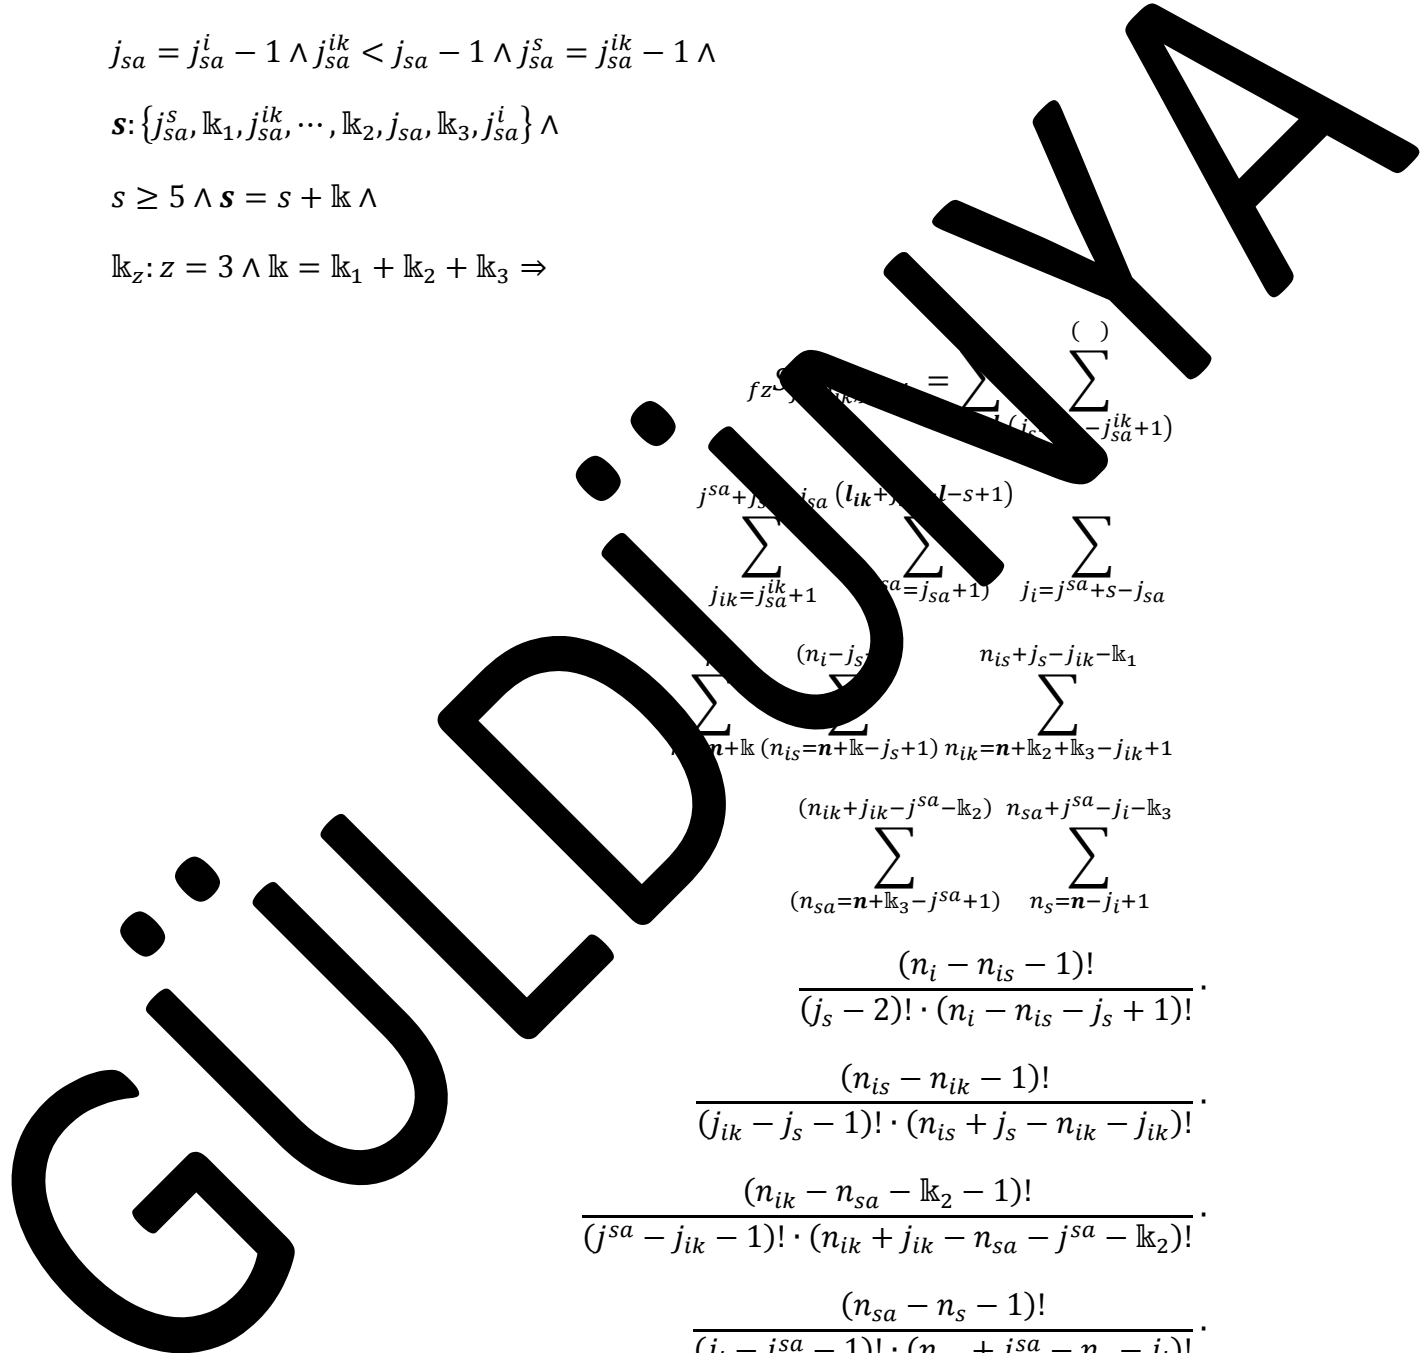 j_{sa} = j_{sa}^{i} − 1 ∧ j_{sa}^{ik} < j_{sa} − 1 ∧ j_{sa}^{s} = j_{sa}^{ik} − 1 ∧
s: {j_{sa}^{s}, 𝕜_1, j_{sa}^{ik}, ⋯, 𝕜_2, j_{sa}, 𝕜_3, j_{sa}^{i}} ∧
s ≥ 5 ∧ s = s + 𝕜 ∧
𝕜_z: z = 3 ∧ 𝕜 = 𝕜_1 + 𝕜_2 + 𝕜_3 ⇒
( )
_{fz}S = ∑ ∑
−j_{sa}^{ik}+1)
(l_{ik}+ l−s+1)
∑ ∑ ∑
j_{ik}=j_{sa}^{ik}+1 =j_{sa}+1) j_i=j^{sa}+s−j_{sa}
(n_i−j_s n_{is}+j_s−j_{ik}−𝕜_1
∑ ∑ ∑
n+𝕜 (n_{is}=n+𝕜−j_s+1) n_{ik}=n+𝕜_2+𝕜_3−j_{ik}+1
(n_{ik}+j_{ik}−j^{sa}−𝕜_2) n_{sa}+j^{sa}−j_i−𝕜_3
∑ ∑
(n_{sa}=n+𝕜_3−j^{sa}+1) n_s=n−j_i+1
(n_i − n_{is} − 1)!
(j_s − 2)! · (n_i − n_{is} − j_s + 1)! ·
(n_{is} − n_{ik} − 1)!
(j_{ik} − j_s − 1)! · (n_{is} + j_s − n_{ik} − j_{ik})! ·
(n_{ik} − n_{sa} − 𝕜_2 − 1)!
(j^{sa} − j_{ik} − 1)! · (n_{ik} + j_{ik} − n_{sa} − j^{sa} − 𝕜_2)! ·
(n_{sa} − n_s − 1)!
GÜLDÜNYA